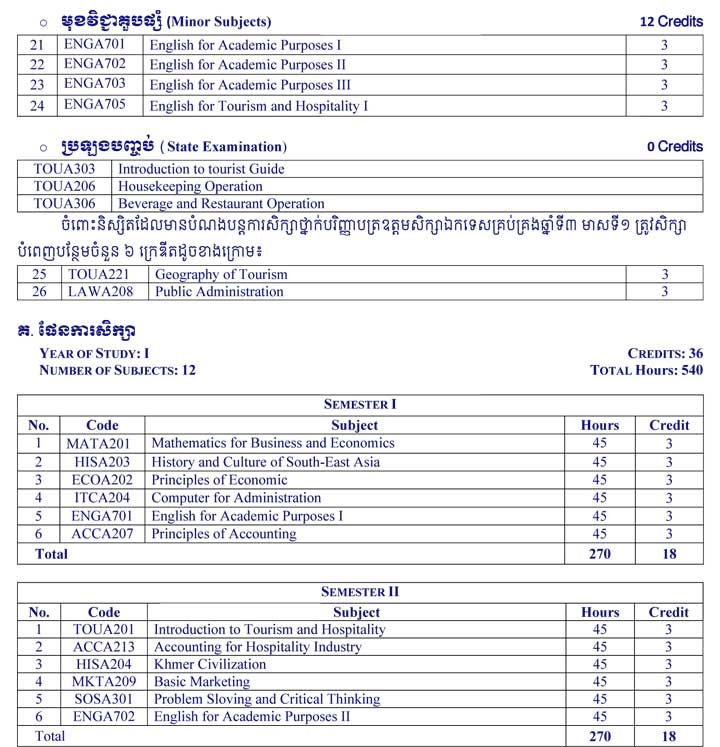 ○ មុខវិជ្ជាគួបផ្សំ (Minor Subjects) 12 Credits
21 ENGA701 English for Academic Purposes I 3
22 ENGA702 English for Academic Purposes II 3
23 ENGA703 English for Academic Purposes III 3
24 ENGA705 English for Tourism and Hospitality I 3
○ ប្រឡងបញ្ចប់ ( State Examination) 0 Credits
TOUA303 Introduction to tourist Guide
TOUA206 Housekeeping Operation
TOUA306 Beverage and Restaurant Operation
ចំពោះនិស្សិតដែលមានបំណងបន្តការសិក្សាថ្នាក់បរិញ្ញាបត្រឧត្តមសិក្សាឯកទេសគ្រប់គ្រងឆ្នាំទី៣ មាសទី១ ត្រូវសិក្សា
បំពេញបន្ថែមចំនួន ៦ ក្រេឌីតដូចខាងក្រោម៖
25 TOUA221 Geography of Tourism 3
26 LAWA208 Public Administration 3
គ. ផែនការសិក្សា
YEAR OF STUDY: I CREDITS: 36
NUMBER OF SUBJECTS: 12 TOTAL Hours: 540
SEMESTER I
No. Code Subject Hours Credit
1 MATA201 Mathematics for Business and Economics 45 3
2 HISA203 History and Culture of South-East Asia 45 3
3 ECOA202 Principles of Economic 45 3
4 ITCA204 Computer for Administration 45 3
5 ENGA701 English for Academic Purposes I 45 3
6 ACCA207 Principles of Accounting 45 3
Total 270 18
SEMESTER II
No. Code Subject Hours Credit
1 TOUA201 Introduction to Tourism and Hospitality 45 3
2 ACCA213 Accounting for Hospitality Industry 45 3
3 HISA204 Khmer Civilization 45 3
4 MKTA209 Basic Marketing 45 3
5 SOSA301 Problem Sloving and Critical Thinking 45 3
6 ENGA702 English for Academic Purposes II 45 3
Total 270 18